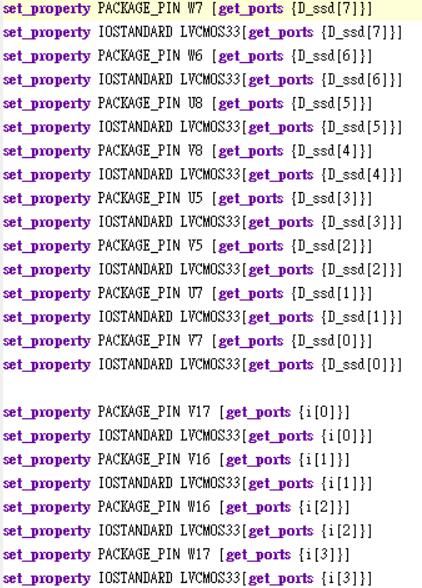 set_property PACKAGE_PIN W7 [get_ports {D_ssd[7]}]
set_property IOSTANDARD LVCMOS33[get_ports {D_ssd[7]}]
set_property PACKAGE_PIN W6 [get_ports {D_ssd[6]}]
set_property IOSTANDARD LVCMOS33[get_ports {D_ssd[6]}]
set_property PACKAGE_PIN U8 [get_ports {D_ssd[5]}]
set_property IOSTANDARD LVCMOS33[get_ports {D_ssd[5]}]
set_property PACKAGE_PIN V8 [get_ports {D_ssd[4]}]
set_property IOSTANDARD LVCMOS33[get_ports {D_ssd[4]}]
set_property PACKAGE_PIN U5 [get_ports {D_ssd[3]}]
set_property IOSTANDARD LVCMOS33[get_ports {D_ssd[3]}]
set_property PACKAGE_PIN V5 [get_ports {D_ssd[2]}]
set_property IOSTANDARD LVCMOS33[get_ports {D_ssd[2]}]
set_property PACKAGE_PIN U7 [get_ports {D_ssd[1]}]
set_property IOSTANDARD LVCMOS33[get_ports {D_ssd[1]}]
set_property PACKAGE_PIN V7 [get_ports {D_ssd[0]}]
set_property IOSTANDARD LVCMOS33[get_ports {D_ssd[0]}]
set_property PACKAGE_PIN V17 [get_ports {i[0]}]
set_property IOSTANDARD LVCMOS33[get_ports {i[0]}]
set_property PACKAGE_PIN V16 [get_ports {i[1]}]
set_property IOSTANDARD LVCMOS33[get_ports {i[1]}]
set_property PACKAGE_PIN W16 [get_ports {i[2]}]
set_property IOSTANDARD LVCMOS33[get_ports {i[2]}]
set_property PACKAGE_PIN W17 [get_ports {i[3]}]
set_property IOSTANDARD LVCMOS33[get_ports {i[3]}]